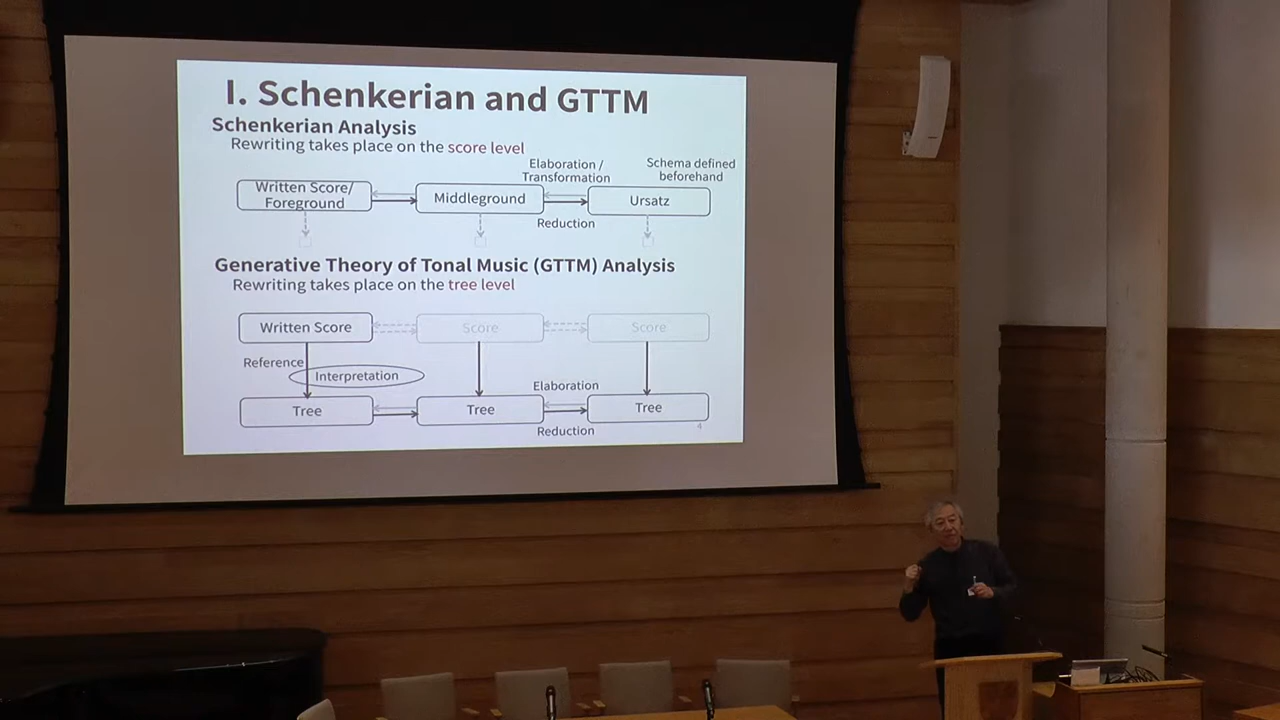 I. Schenkerian and GTTM
Schenkerian Analysis
Rewriting takes place on the score level
Elaboration /
Transformation
Schema defined
beforehand
Written Score/
Foreground
Middleground
Ursatz
Reduction
Generative Theory of Tonal Music (GTTM) Analysis
Rewriting takes place on the tree level
Written Score
Score
Score
Reference
Interpretation
Elaboration
Tree
Tree
Tree
Reduction
4